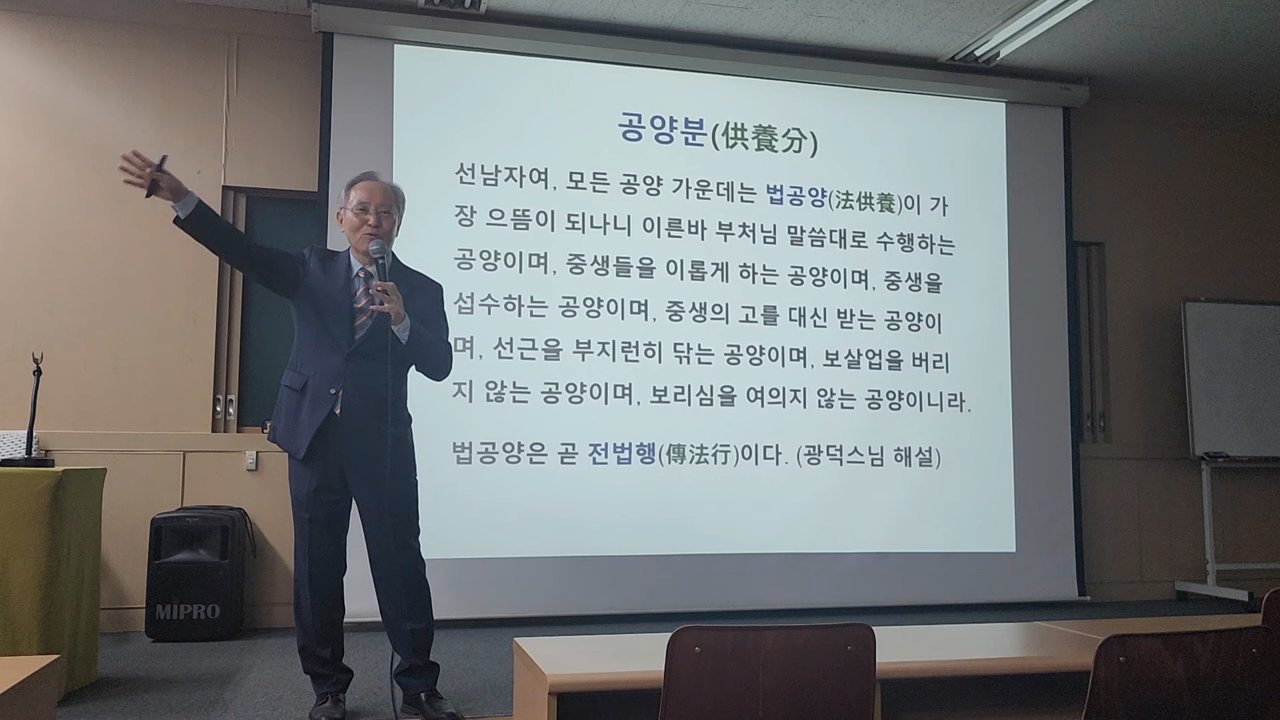 공양분(供養分)
선남자여, 모든 공양 가운데는 법공양(法供養)이 가
장 으뜸이 되나니 이른바 부처님 말씀대로 수행하는
공양이며, 중생들을 이롭게 하는 공양이며, 중생을
섭수하는 공양이며, 중생의 고를 대신 받는 공양이
며, 선근을 부지런히 닦는 공양이며, 보살업을 버리
지 않는 공양이며, 보리심을 여의지 않는 공양이니라.
법공양은 곧 전법행(傳法行)이다. (광덕스님 해설)
MIPRO